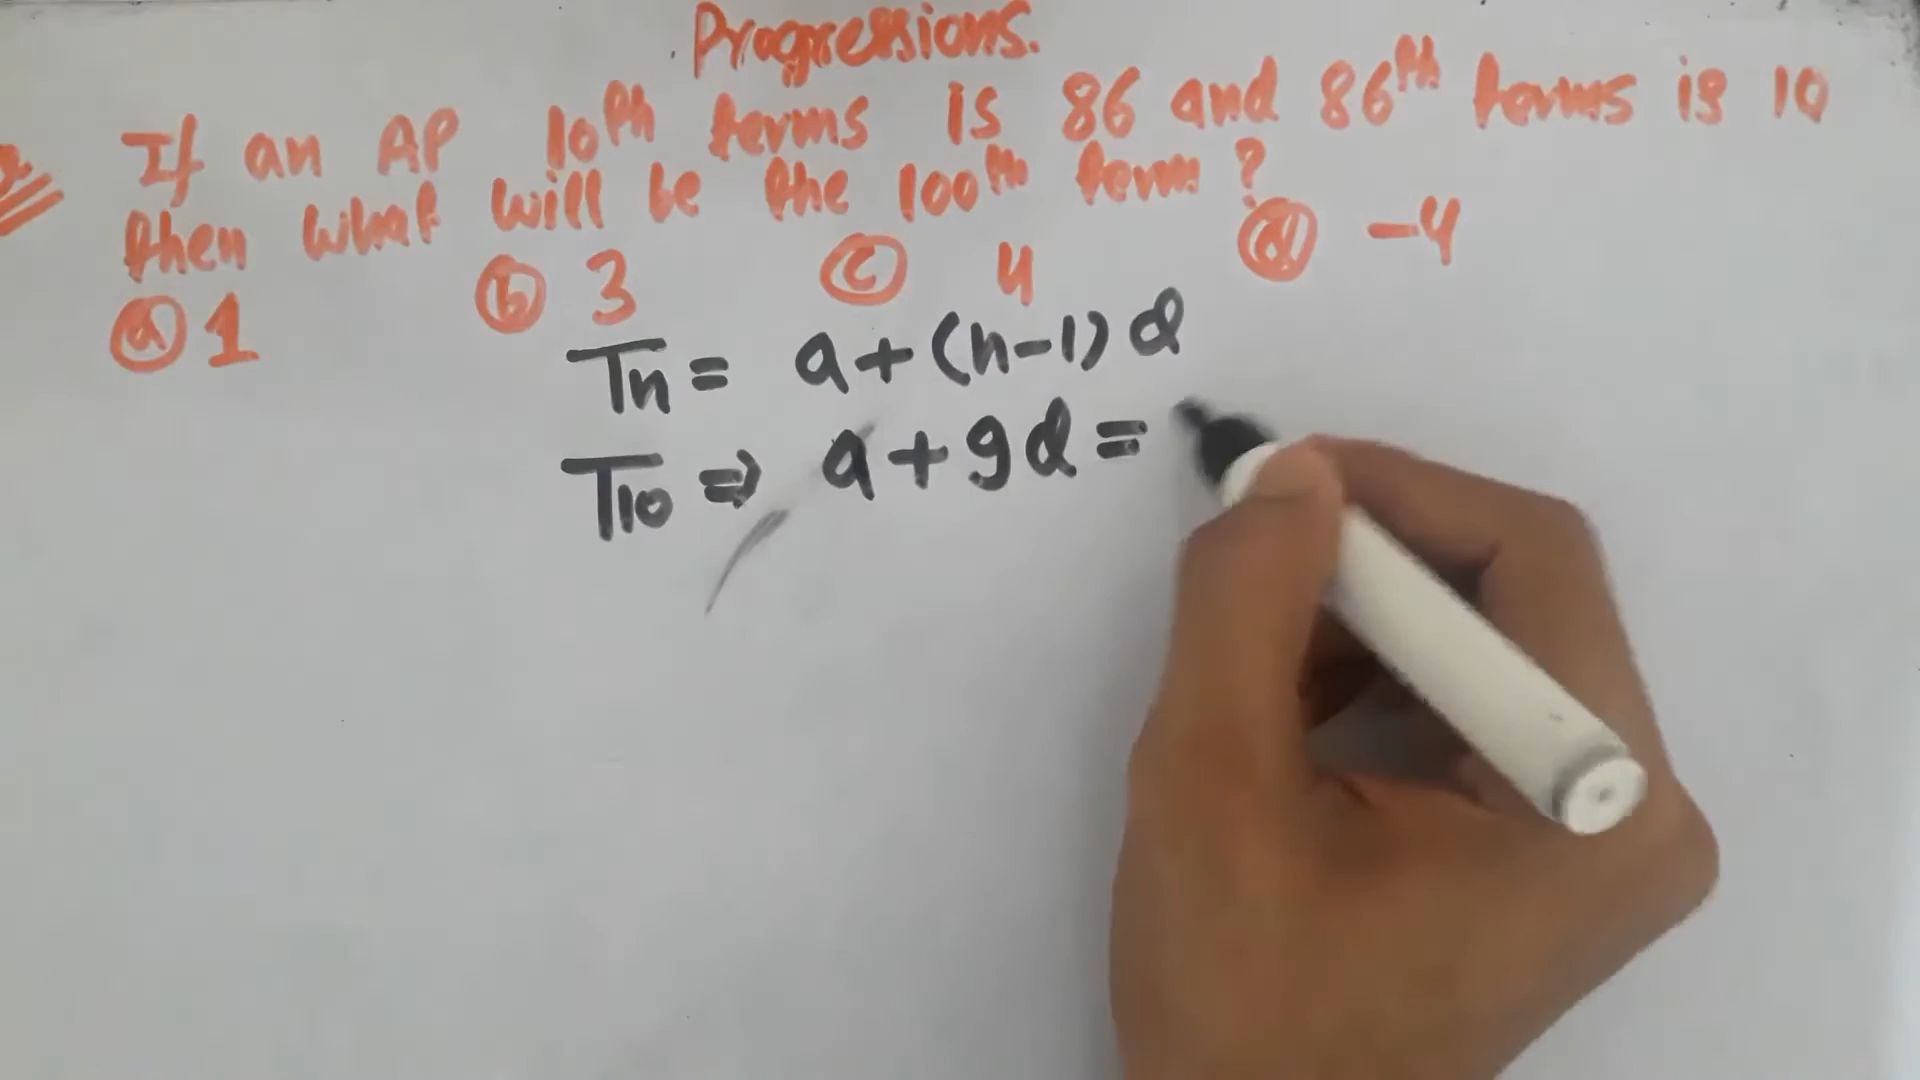 Progressions.
If an AP 10th terms is 86 and 86th terms is 10
then what will be the 100th term?
(a) 1 (b) 3 (c) 4 (d) -4
Tn = a + (n-1) d
T10 ⇒ a + 9d =